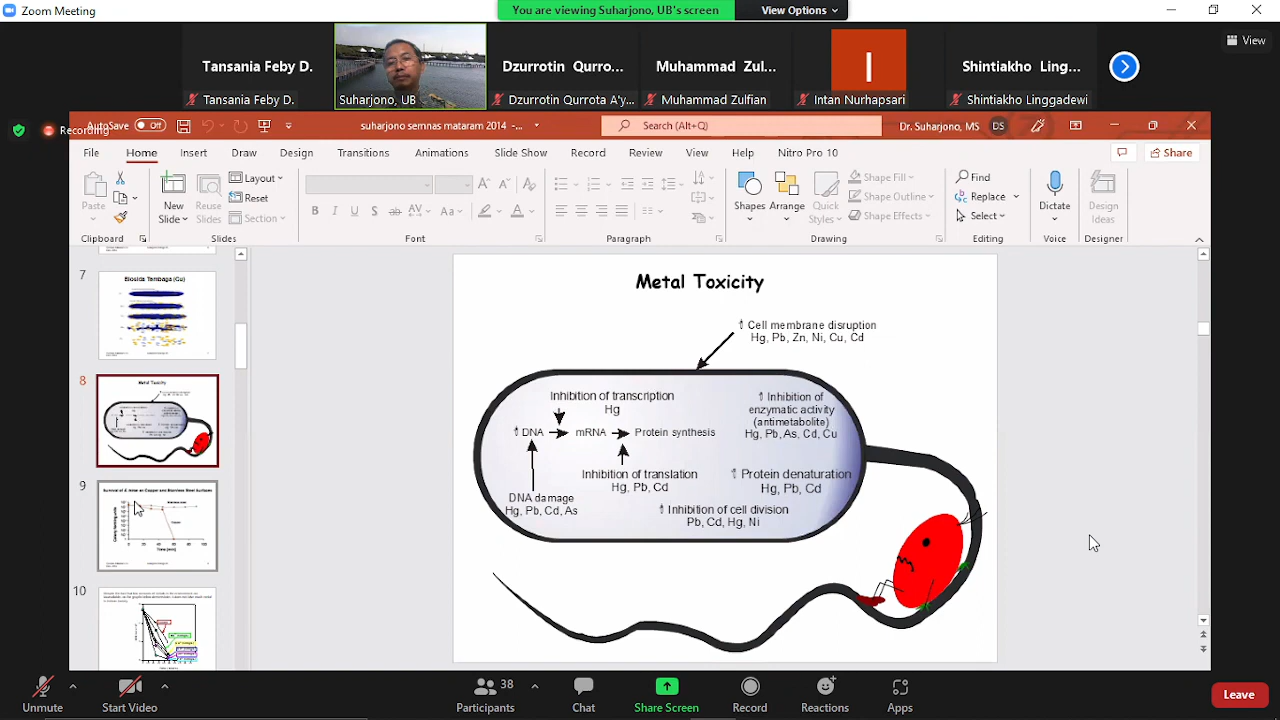 Zoom Meeting
You are viewing Suharjono, UB's screen
View Options
View
Tansania Feby D.
Dzurrotin Qurro...
Muhammad Zul...
I
Shintiakho Lingg...
Tansania Feby D.
Suharjono, UB
Dzurrotin Qurrota A'y...
Muhammad Zulfian
Intan Nurhapsari
Shintiakho Linggadewi
Recording
AutoSave Off
suharjono semnas mataram 2014 -...
Search (Alt+Q)
Dr. Suharjono, MS DS
File Home Insert Draw Design Transitions Animations Slide Show Record Review View Help Nitro Pro 10
Share
Paste
New
Slide
Reuse
Slides
Layout
Reset
Section
Shapes
Arrange
Quick
Styles
Shape Fill
Shape Outline
Shape Effects
Find
Replace
Select
Dictate
Design
Ideas
Clipboard Slides Font Paragraph Drawing Editing Voice Designer
7
Biosida Tembaga (Cu)
8
Metal Toxicity
9
10
Metal Toxicity
Cell membrane disruption
Hg, Pb, Zn, Ni, Cu, Cd
Inhibition of transcription
Hg
DNA mRNA Protein synthesis
Inhibition of translation
Hg, Pb, Cd
DNA damage
Hg, Pb, Cd, As
Inhibition of
enzymatic activity
(antimetabolite)
Hg, Pb, As, Cd, Cu
Protein denaturation
Hg, Pb, Cd
Inhibition of cell division
Pb, Cd, Hg, Ni
Unmute
Start Video
38
Participants
Chat
Share Screen
Record
Reactions
Apps
Leave